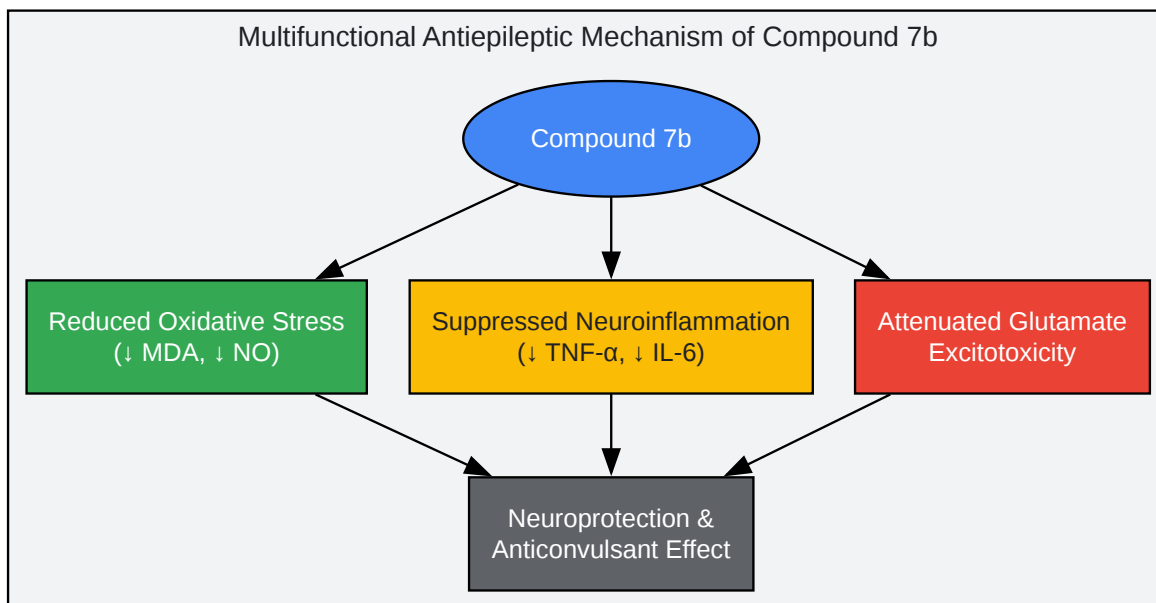 Multifunctional Antiepileptic Mechanism of Compound 7b
Compound 7b
Reduced Oxidative Stress
(↓ MDA, ↓ NO)
Suppressed Neuroinflammation
(↓ TNF-α, ↓ IL-6)
Attenuated Glutamate
Excitotoxicity
Neuroprotection &
Anticonvulsant Effect